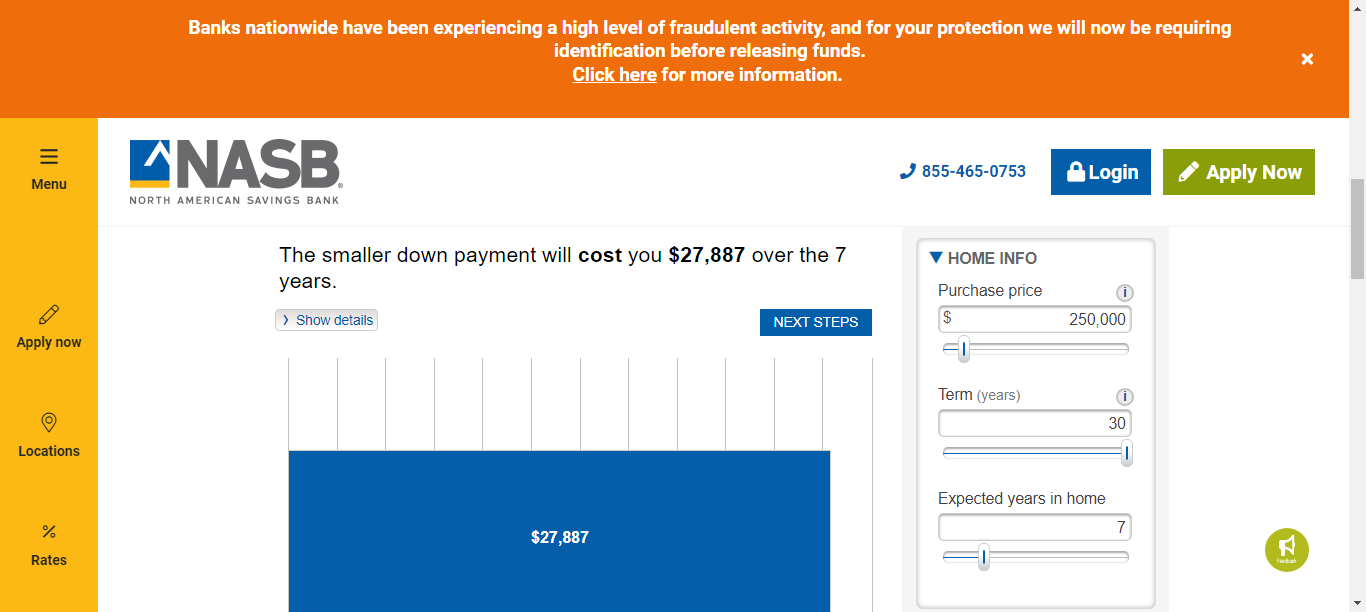 Banks nationwide have been experiencing a high level of fraudulent activity, and for your protection we will now be requiring
identification before releasing funds.
Click here for more information.
×
Menu
Apply now
Locations
Rates
NASB®
NORTH AMERICAN SAVINGS BANK
855-465-0753
Login
Apply Now
The smaller down payment will cost you $27,887 over the 7
years.
› Show details
NEXT STEPS
$27,887
▼ HOME INFO
Purchase price i
$ 250,000
Term (years) i
30
Expected years in home
7
Feedback